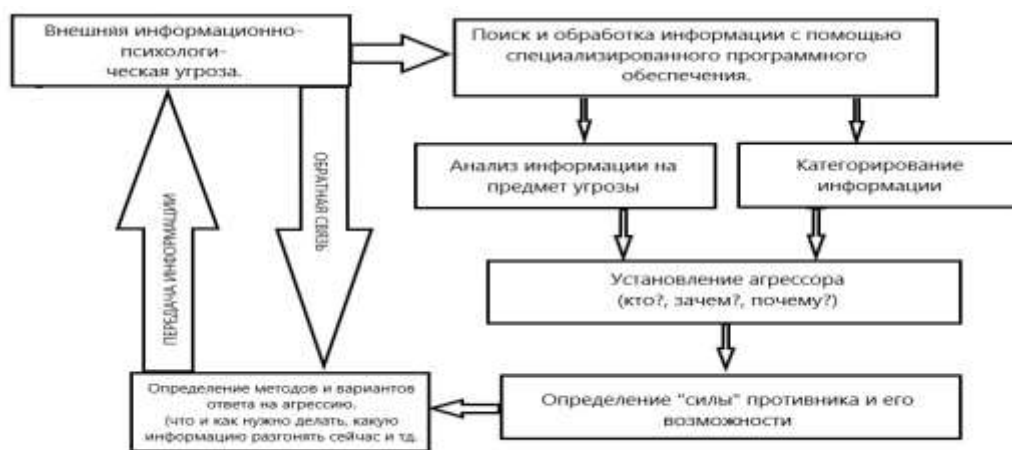 Внешняя информационно-
психологи-
ческая угроза.
Поиск и обработка информации с помощью
специализированного программного
обеспечения.
Анализ информации на
предмет угрозы
Категорирование
информации
Установление агрессора
(кто?, зачем?, почему?)
Определение "силы" противника и его
возможности
Определение методов и вариантов
ответа на агрессию.
(что и как нужно делать, какую
информацию разгонять сейчас и тд.
ПЕРЕДАЧА ИНФОРМАЦИИ
ОБРАТНАЯ СВЯЗЬ